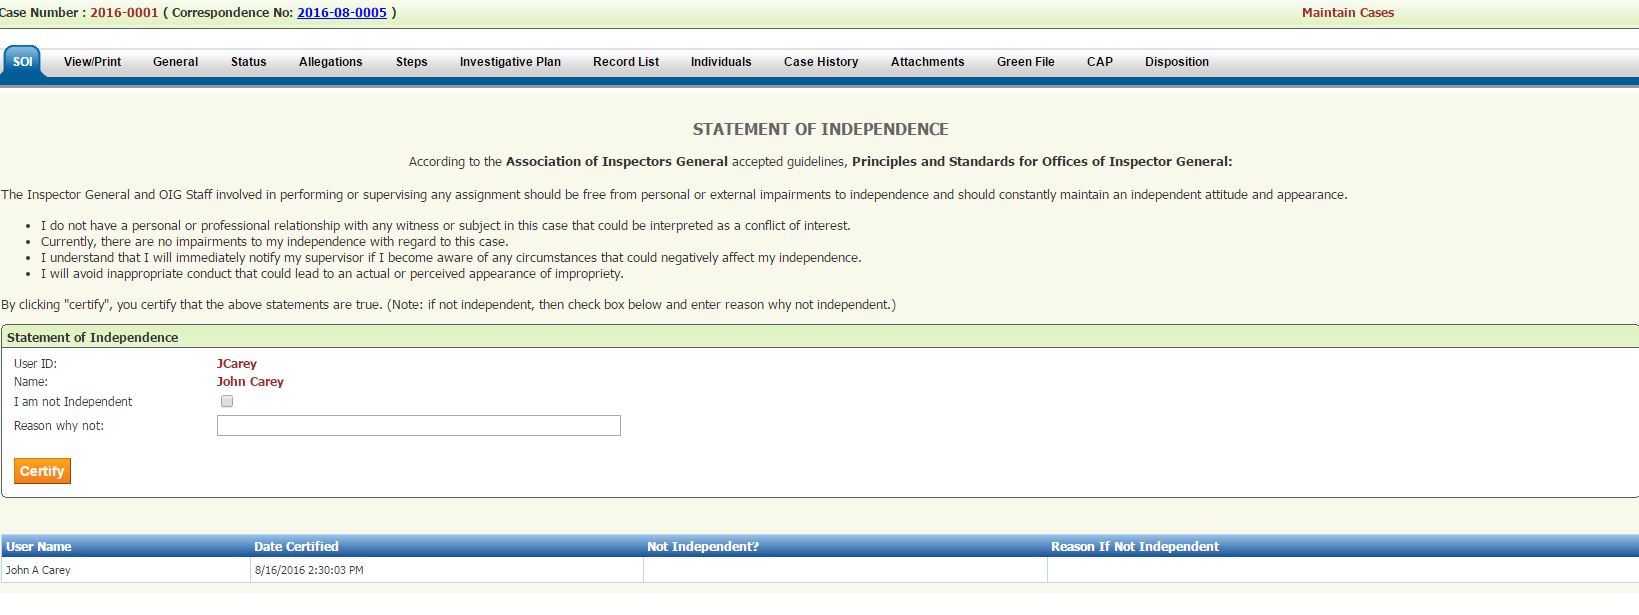 Case Number : 2016-0001 ( Correspondence No: 2016-08-0005 ) Maintain Cases
SOI View/Print General Status Allegations Steps Investigative Plan Record List Individuals Case History Attachments Green File CAP Disposition
STATEMENT OF INDEPENDENCE
According to the Association of Inspectors General accepted guidelines, Principles and Standards for Offices of Inspector General:
The Inspector General and OIG Staff involved in performing or supervising any assignment should be free from personal or external impairments to independence and should constantly maintain an independent attitude and appearance.
• I do not have a personal or professional relationship with any witness or subject in this case that could be interpreted as a conflict of interest.
• Currently, there are no impairments to my independence with regard to this case.
• I understand that I will immediately notify my supervisor if I become aware of any circumstances that could negatively affect my independence.
• I will avoid inappropriate conduct that could lead to an actual or perceived appearance of impropriety.
By clicking "certify", you certify that the above statements are true. (Note: if not independent, then check box below and enter reason why not independent.)
Statement of Independence
User ID: JCarey
Name: John Carey
I am not Independent
Reason why not:
Certify
User Name Date Certified Not Independent? Reason If Not Independent
John A Carey 8/16/2016 2:30:03 PM